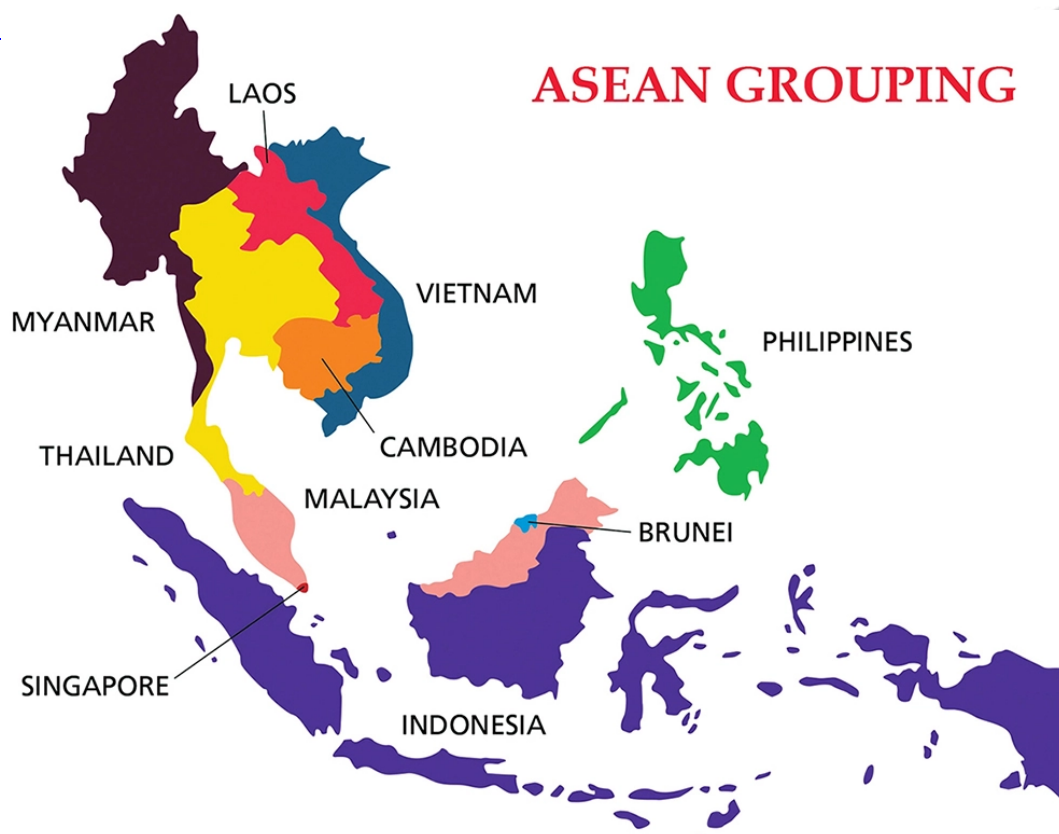 ASEAN GROUPING
LAOS
VIETNAM
MYANMAR
PHILIPPINES
CAMBODIA
THAILAND
MALAYSIA
BRUNEI
SINGAPORE
INDONESIA